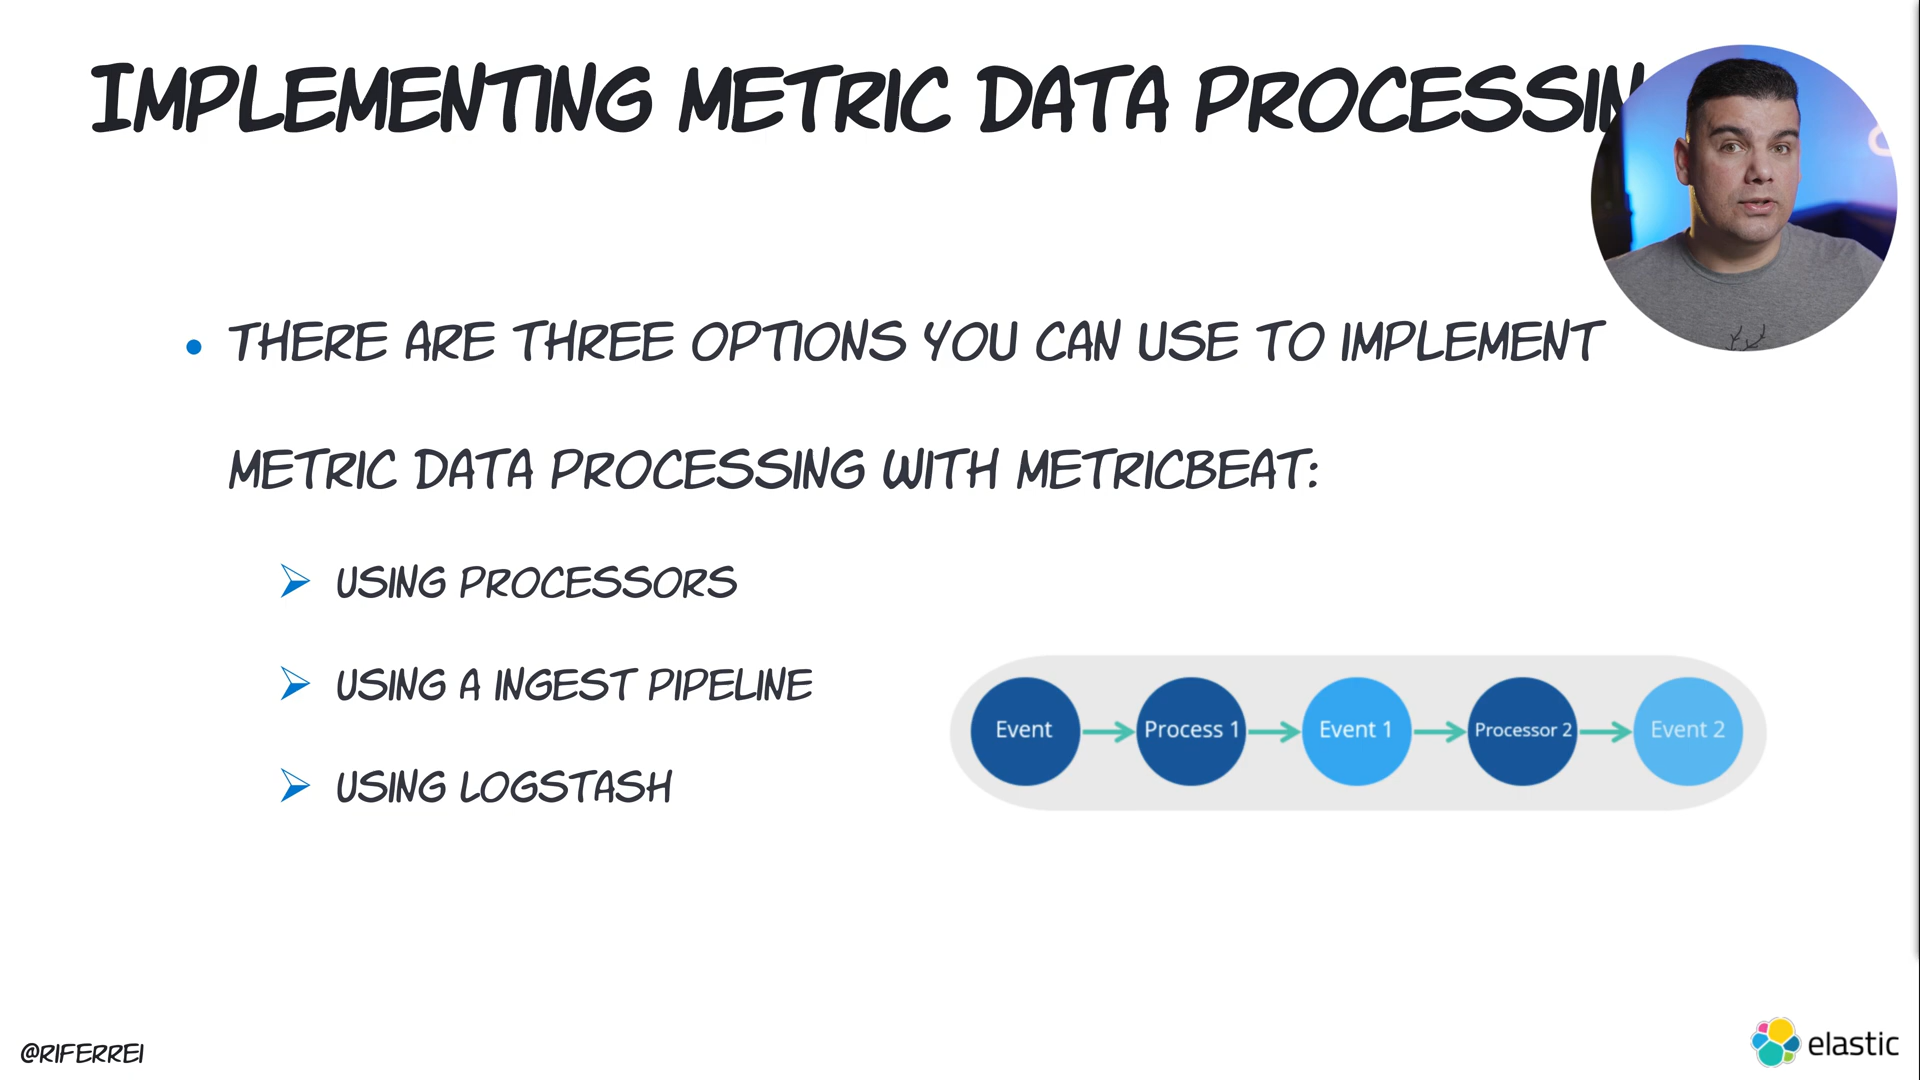 IMPLEMENTING METRIC DATA PROCESSIN
• THERE ARE THREE OPTIONS YOU CAN USE TO IMPLEMENT
METRIC DATA PROCESSING WITH METRICBEAT:
➢ USING PROCESSORS
➢ USING A INGEST PIPELINE
➢ USING LOGSTASH
Event Process 1 Event 1 Processor 2 Event 2
@RIFERREI
elastic